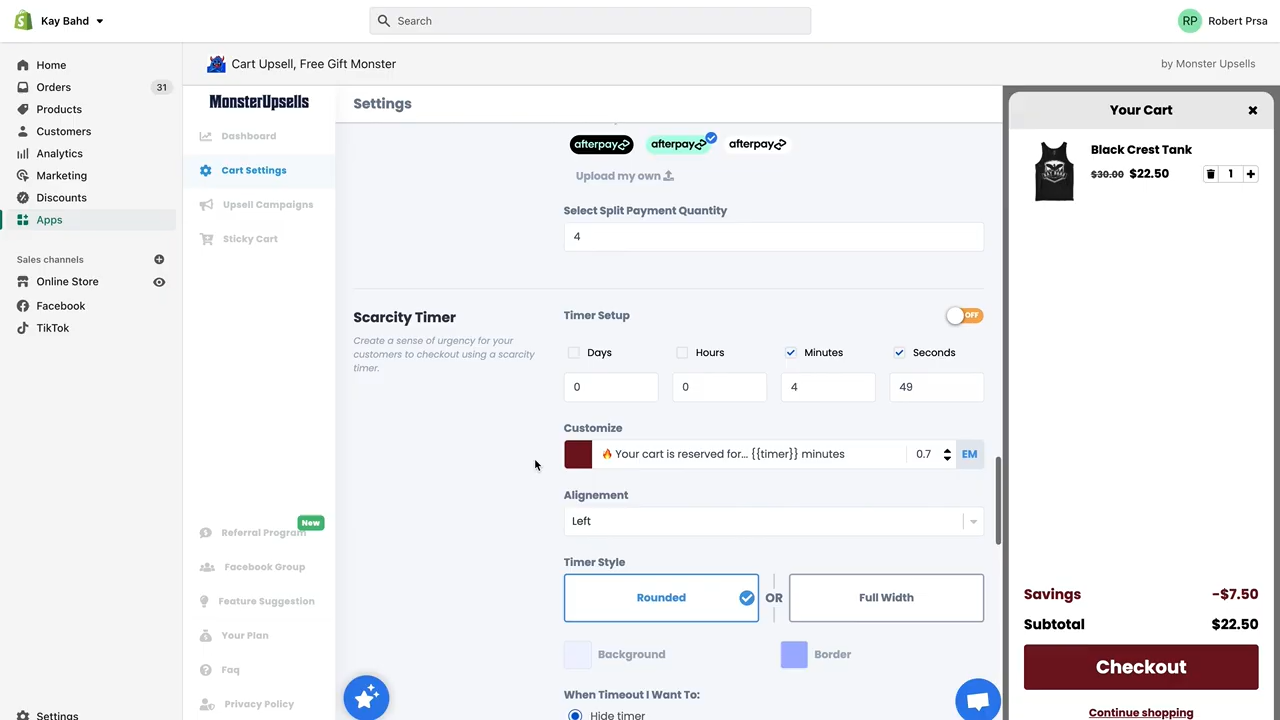 Kay Bahd
Search
RP
Robert Prsa
Home
Orders
31
Products
Customers
Analytics
Marketing
Discounts
Apps
Sales channels
Online Store
Facebook
TikTok
Settings
Cart Upsell, Free Gift Monster
by Monster Upsells
MonsterUpsells
Dashboard
Cart Settings
Upsell Campaigns
Sticky Cart
New
Referral Program
Facebook Group
Feature Suggestion
Your Plan
Faq
Privacy Policy
Settings
afterpay
afterpay
afterpay
Upload my own
Select Split Payment Quantity
4
Scarcity Timer
Create a sense of urgency for your
customers to checkout using a scarcity
timer.
Timer Setup
OFF
Days
Hours
Minutes
Seconds
0
0
4
49
Customize
🔥 Your cart is reserved for... {{timer}} minutes
0.7
EM
Alignement
Left
Timer Style
Rounded
OR
Full Width
Background
Border
When Timeout I Want To:
Hide timer
Your Cart
Black Crest Tank
$30.00 $22.50
1
Savings
-$7.50
Subtotal
$22.50
Checkout
Continue shopping